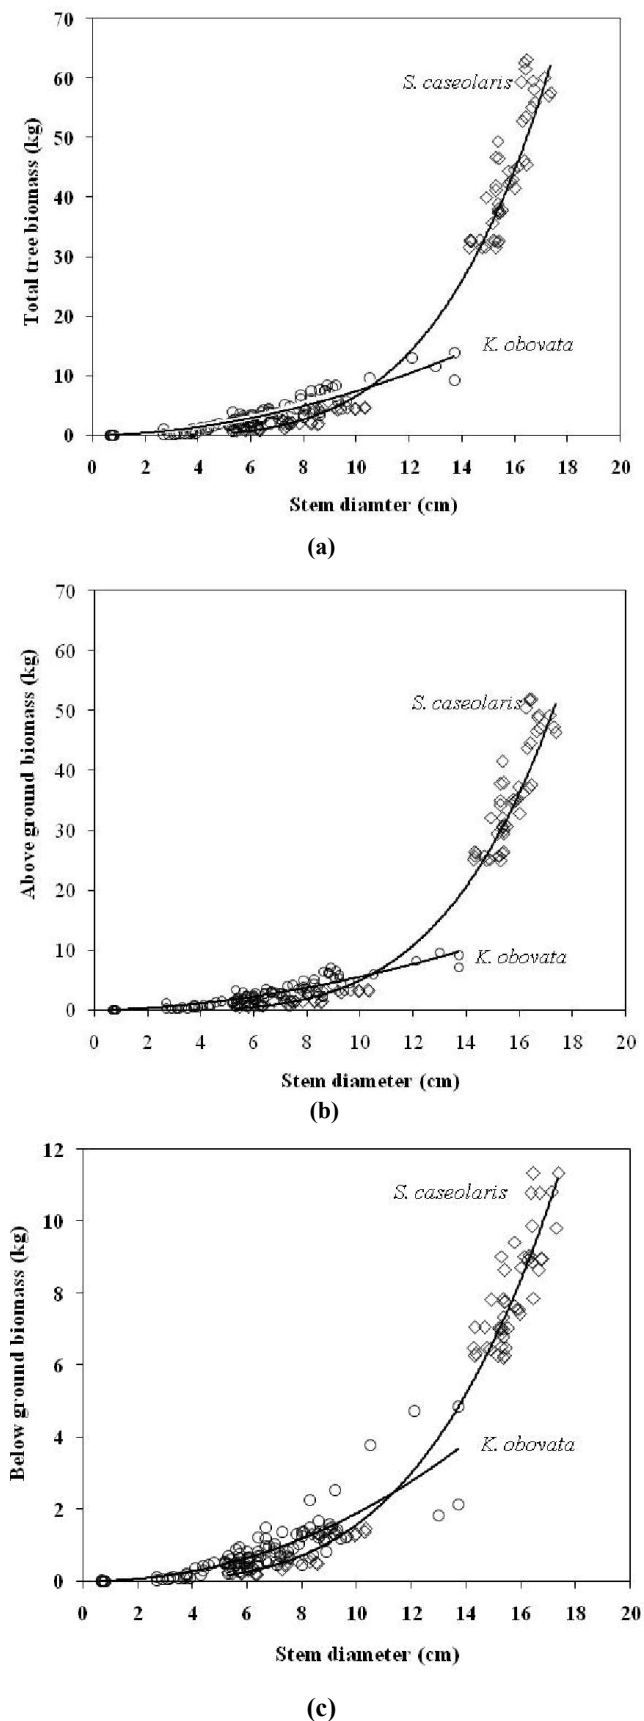 70
60
50
40
30
20
10
0
Total tree biomass (kg)
S. caseolaris
K. obovata
0 2 4 6 8 10 12 14 16 18 20
Stem diamter (cm)
(a)
70
60
50
40
30
20
10
0
Above ground biomass (kg)
S. caseolaris
K. obovata
0 2 4 6 8 10 12 14 16 18 20
Stem diameter (cm)
(b)
12
10
8
6
4
2
0
Below ground biomass (kg)
S. caseolaris
K. obovata
0 2 4 6 8 10 12 14 16 18 20
Stem diameter (cm)
(c)